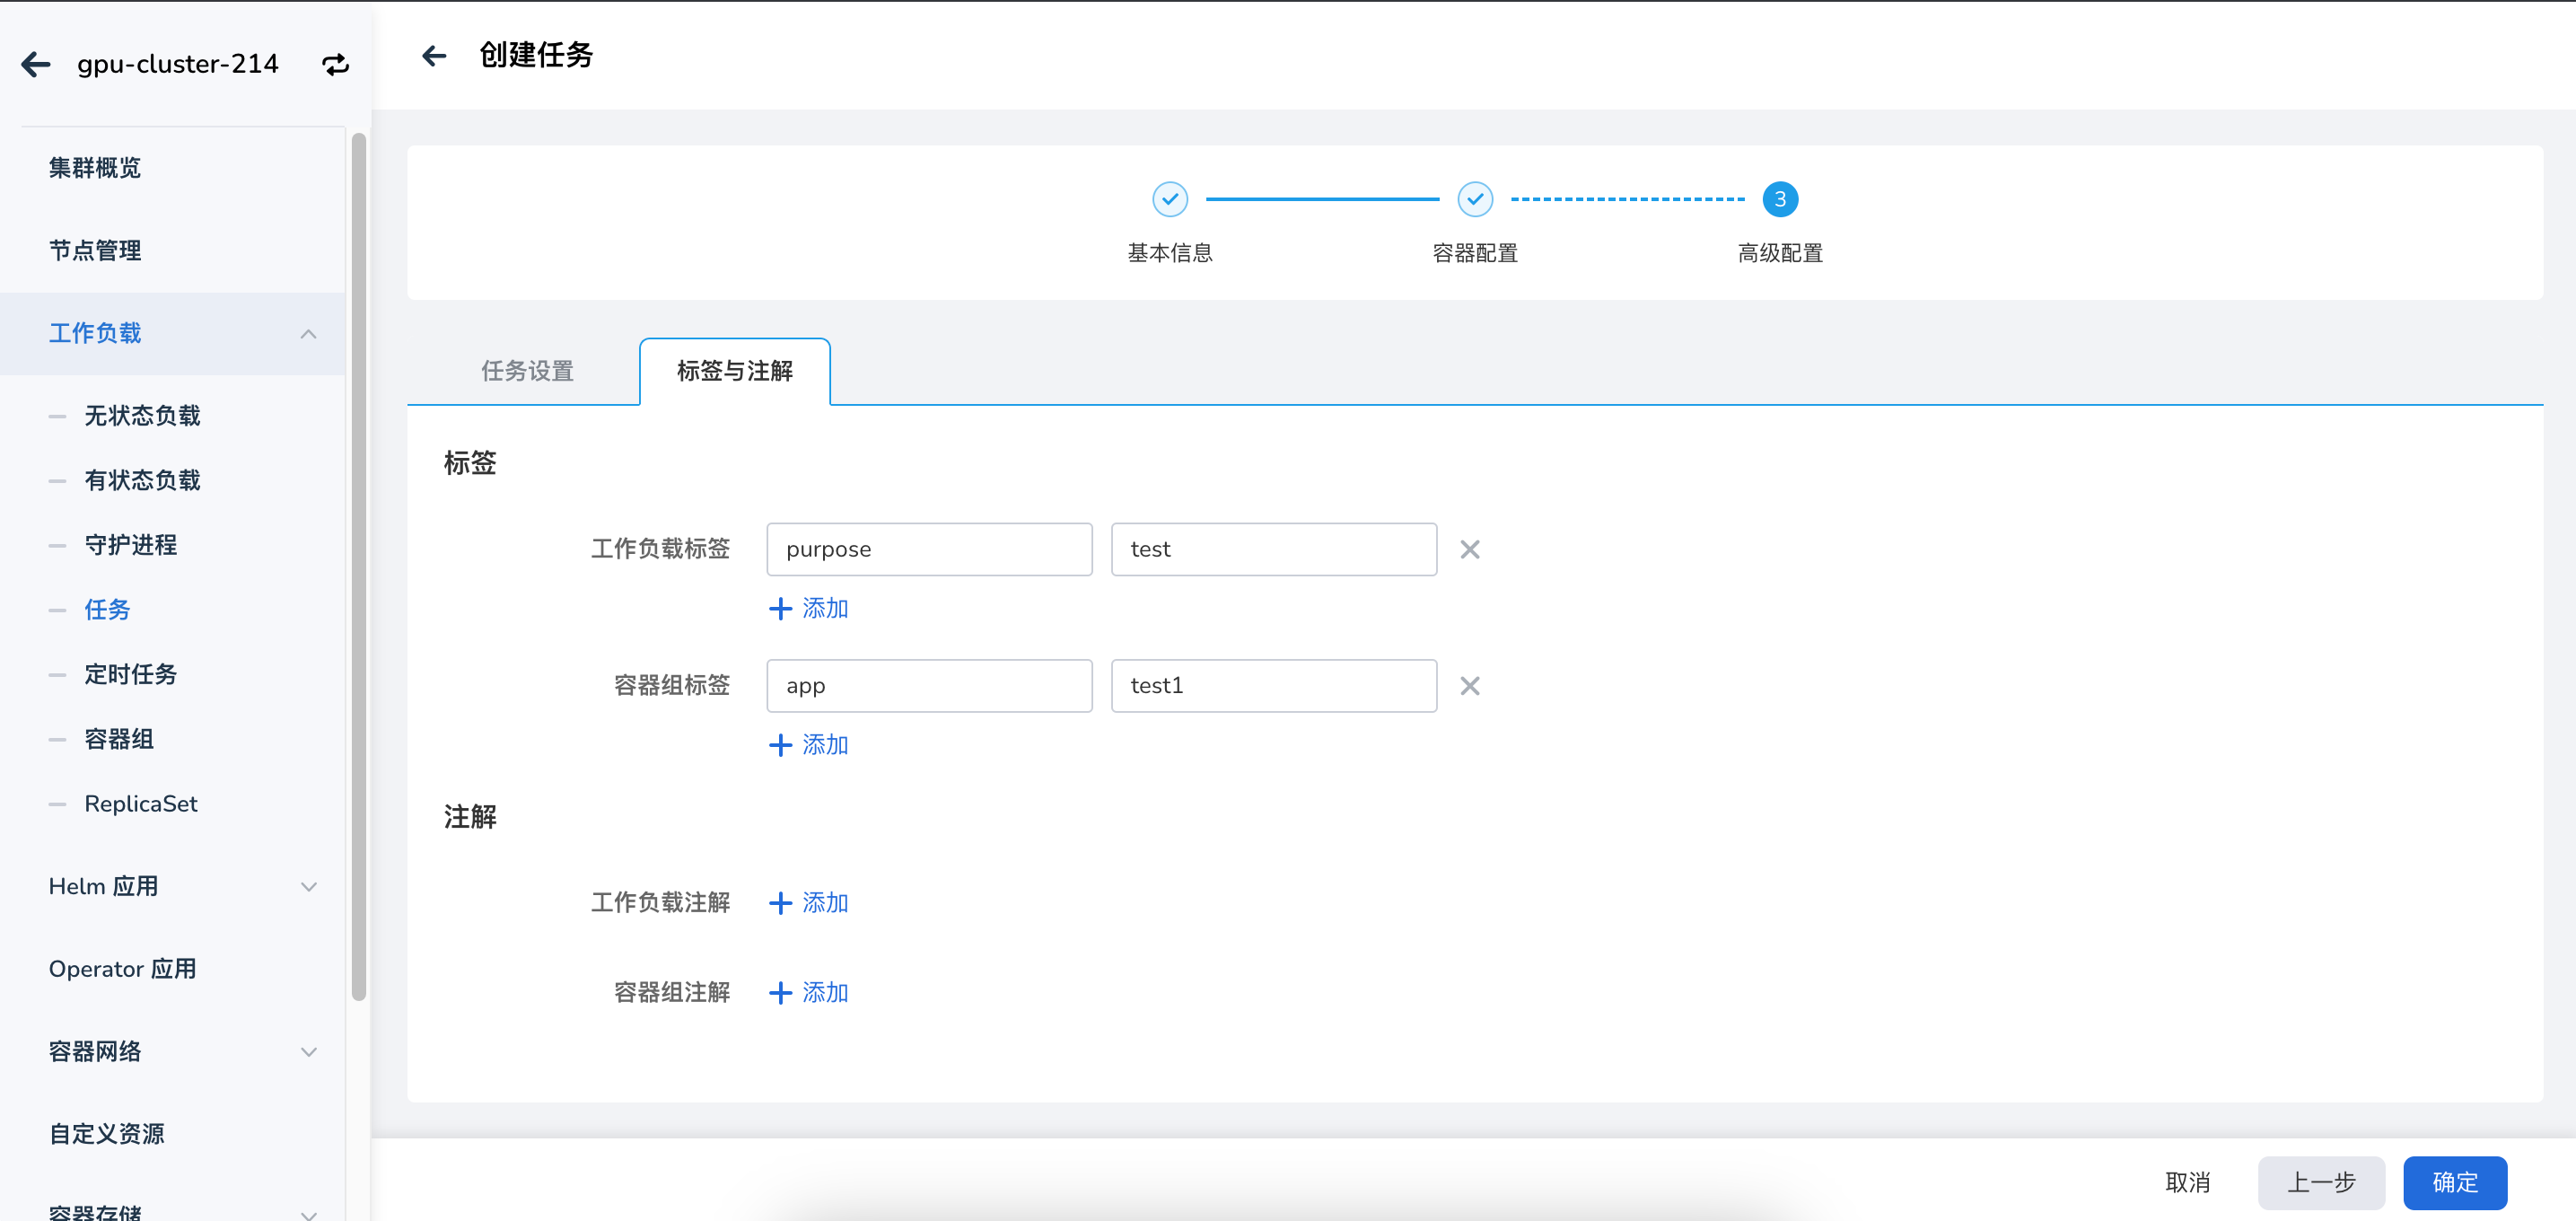 gpu-cluster-214
集群概览
节点管理
工作负载
无状态负载
有状态负载
守护进程
任务
定时任务
容器组
ReplicaSet
Helm 应用
Operator 应用
容器网络
自定义资源
容器存储
创建任务
基本信息
容器配置
3
高级配置
任务设置
标签与注解
标签
工作负载标签 purpose test
添加
容器组标签 app test1
添加
注解
工作负载注解 添加
容器组注解 添加
取消 上一步 确定